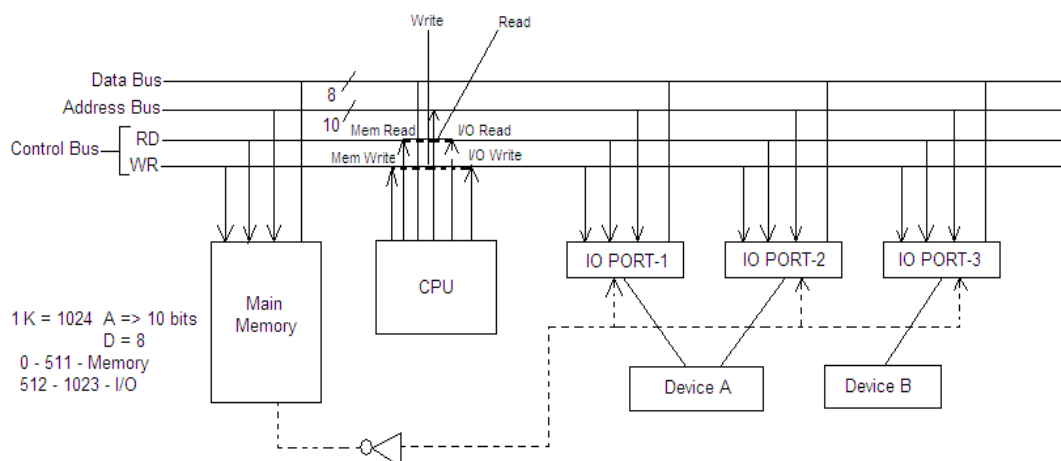 Write
Read
Data Bus
8
Address Bus
10
Control Bus
RD
WR
Mem Read
I/O Read
Mem Write
I/O Write
Main
Memory
CPU
IO PORT-1
IO PORT-2
IO PORT-3
1 K = 1024 A => 10 bits
D = 8
0 - 511 - Memory
512 - 1023 - I/O
Device A
Device B